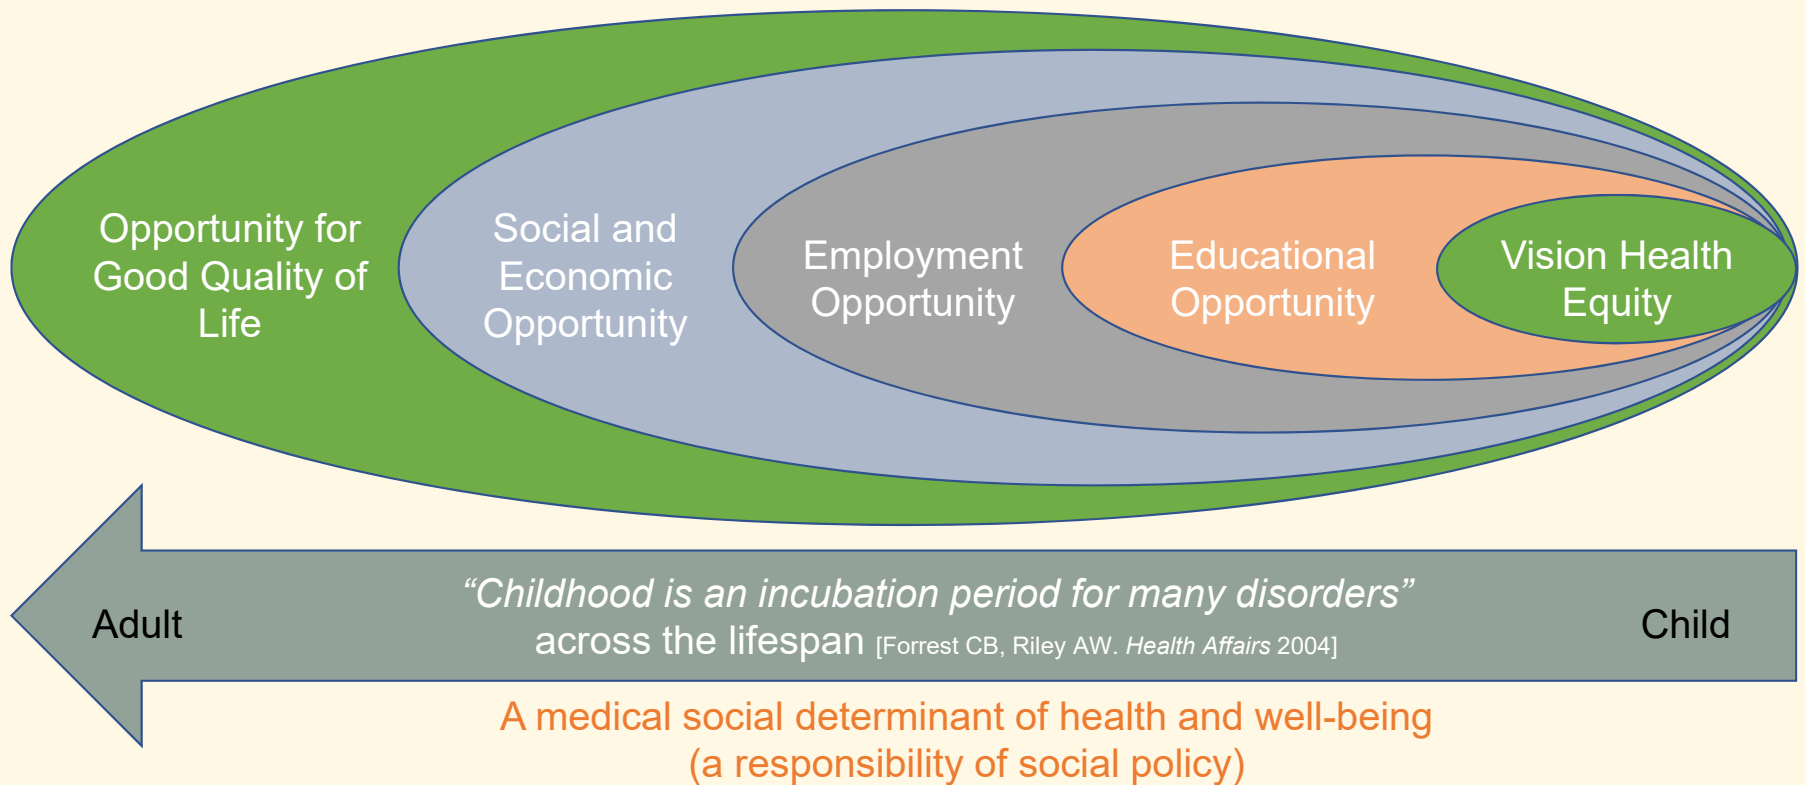 Opportunity for
Good Quality of
Life
Social and
Economic
Opportunity
Employment
Opportunity
Educational
Opportunity
Vision Health
Equity
Adult
“Childhood is an incubation period for many disorders”
across the lifespan [Forrest CB, Riley AW. Health Affairs 2004]
Child
A medical social determinant of health and well-being
(a responsibility of social policy)